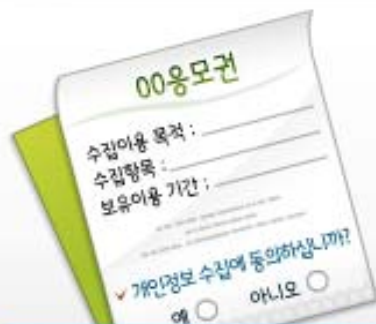 00응모권
수집이용 목적 :
수집항목 :
보유이용 기간 :
개인정보 수집에 동의하십니까?
예 아니오